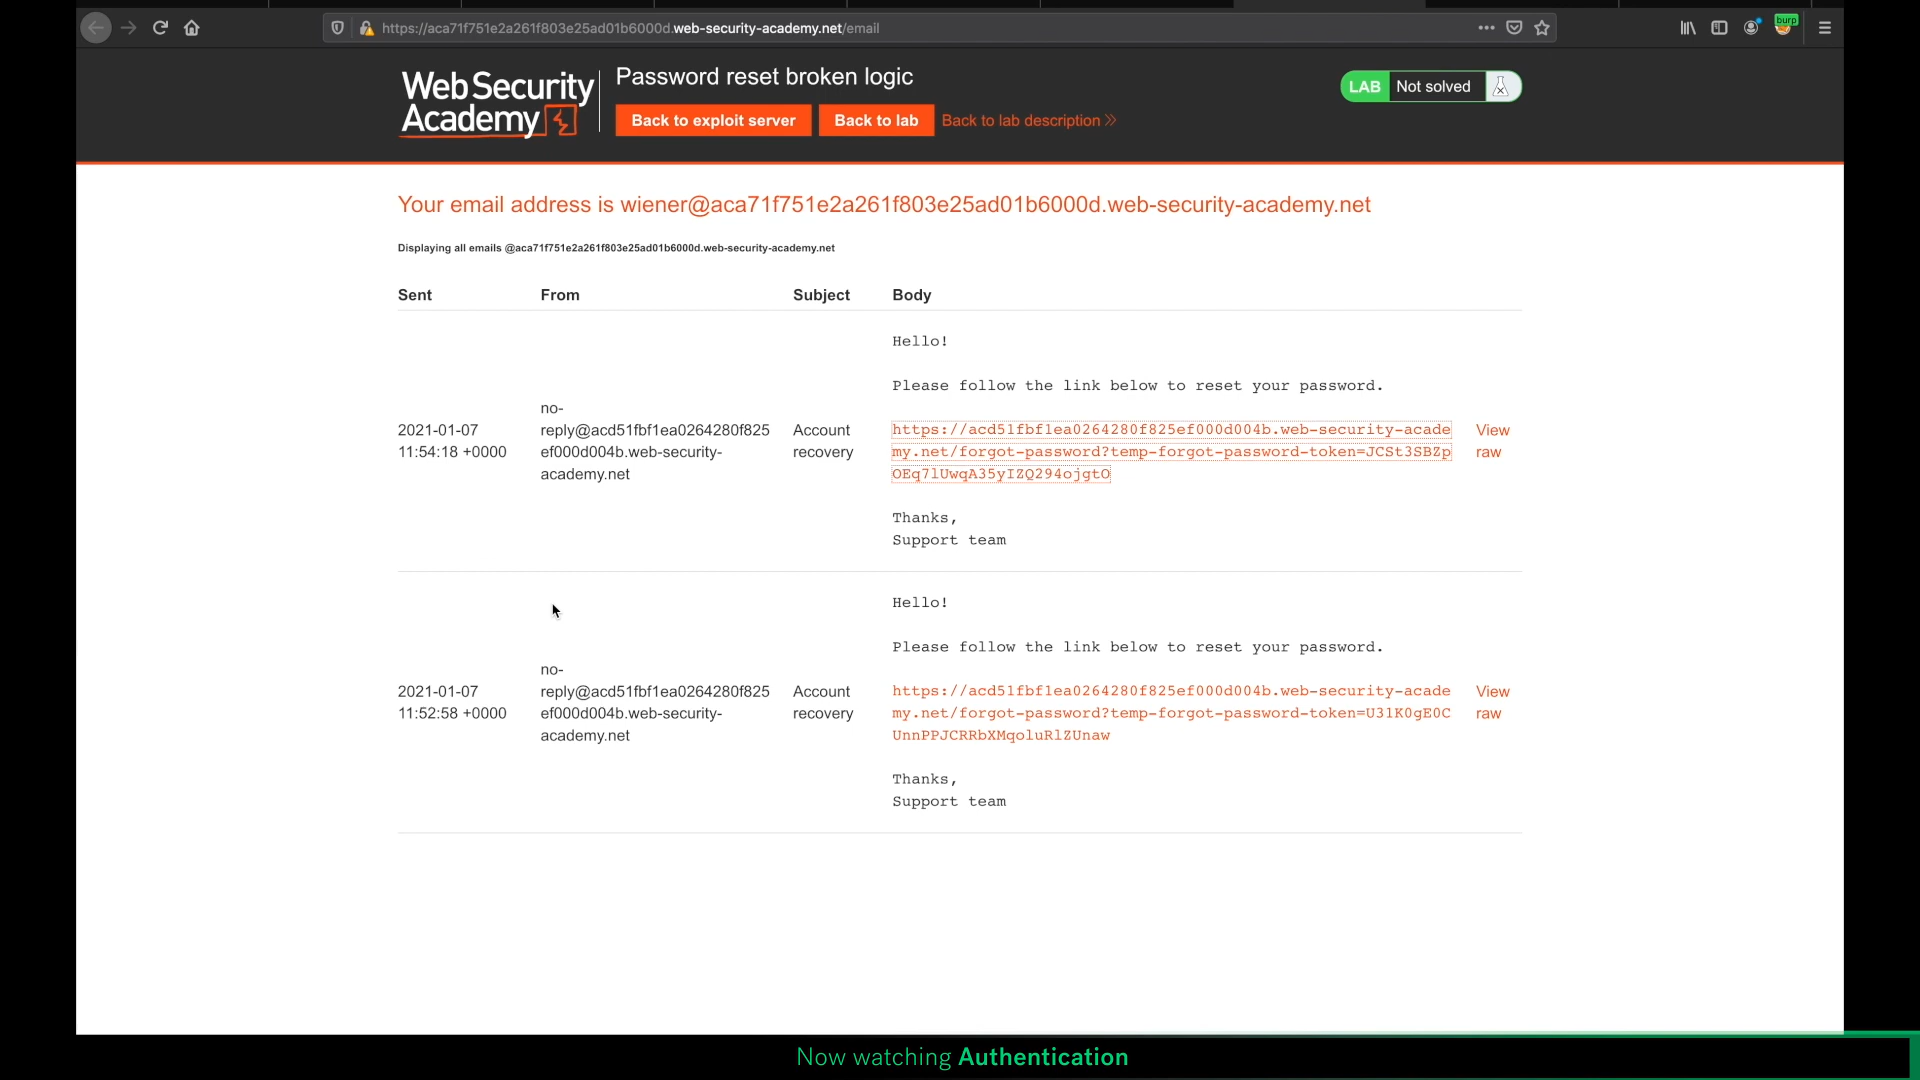 https://aca71f751e2a261f803e25ad01b6000d.web-security-academy.net/email
burp
Web Security
Academy
Password reset broken logic
Back to exploit server
Back to lab
Back to lab description
LAB
Not solved
Your email address is wiener@aca71f751e2a261f803e25ad01b6000d.web-security-academy.net
Displaying all emails @aca71f751e2a261f803e25ad01b6000d.web-security-academy.net
Sent From Subject Body
2021-01-07
11:54:18 +0000
no-
reply@acd51fbf1ea0264280f825
ef000d004b.web-security-
academy.net
Account
recovery
Hello!
Please follow the link below to reset your password.
https://acd51fbf1ea0264280f825ef000d004b.web-security-acade
my.net/forgot-password?temp-forgot-password-token=JCSt3SBZp
OEq7lUwqA35yIZQ294ojgtO
Thanks,
Support team
View
raw
2021-01-07
11:52:58 +0000
no-
reply@acd51fbf1ea0264280f825
ef000d004b.web-security-
academy.net
Account
recovery
Hello!
Please follow the link below to reset your password.
https://acd51fbf1ea0264280f825ef000d004b.web-security-acade
my.net/forgot-password?temp-forgot-password-token=U31K0gE0C
UnnPPJCRRbXMqoluRlZUnaw
Thanks,
Support team
View
raw
Now watching Authentication